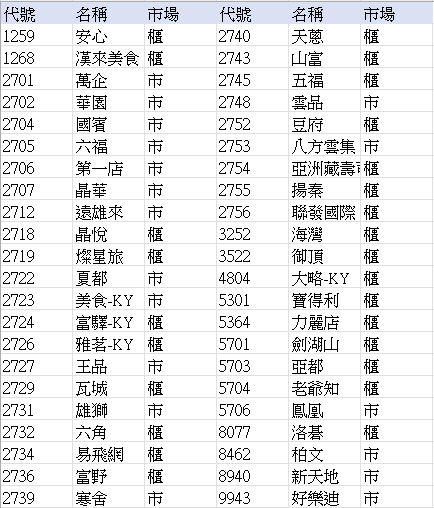 代號 名稱 市場 代號 名稱 市場
1259 安心 櫃 2740 天蔥 櫃
1268 漢來美食 櫃 2743 山富 櫃
2701 萬企 市 2745 五福 櫃
2702 華園 市 2748 雲品 市
2704 國賓 市 2752 豆府 櫃
2705 六福 市 2753 八方雲集 市
2706 第一店 市 2754 亞洲藏壽司 櫃
2707 晶華 市 2755 揚秦 櫃
2712 遠雄來 市 2756 聯發國際 櫃
2718 晶悅 櫃 3252 海灣 櫃
2719 燦星旅 櫃 3522 御頂 櫃
2722 夏都 市 4804 大略-KY 櫃
2723 美食-KY 市 5301 寶得利 櫃
2724 富驛-KY 櫃 5364 力麗店 櫃
2726 雅茗-KY 櫃 5701 劍湖山 櫃
2727 王品 市 5703 亞都 櫃
2729 瓦城 櫃 5704 老爺知 櫃
2731 雄獅 市 5706 鳳凰 市
2732 六角 櫃 8077 洛碁 櫃
2734 易飛網 櫃 8462 柏文 市
2736 富野 櫃 8940 新天地 市
2739 寒舍 市 9943 好樂迪 市